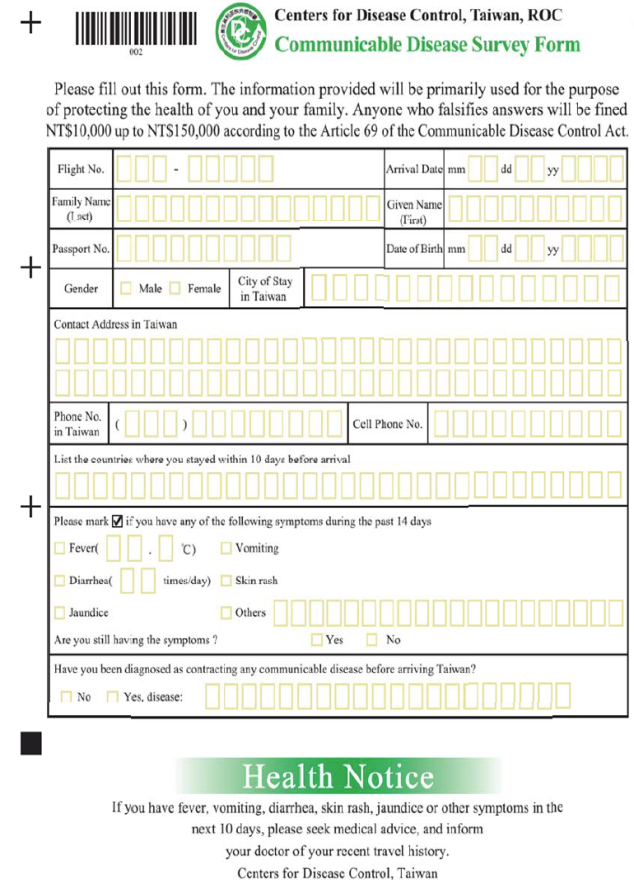 Centers for Disease Control, Taiwan, ROC
002
Communicable Disease Survey Form
Please fill out this form. The information provided will be primarily used for the purpose
of protecting the health of you and your family. Anyone who falsifies answers will be fined
NT$10,000 up to NT$150,000 according to the Article 69 of the Communicable Disease Control Act.
Flight No. - Arrival Date mm dd yy
Family Name (Last) Given Name (First)
Passport No. Date of Birth mm dd yy
Gender Male Female City of Stay in Taiwan
Contact Address in Taiwan
Phone No. in Taiwan ( ) Cell Phone No.
List the countries where you stayed within 10 days before arrival
Please mark ☑ if you have any of the following symptoms during the past 14 days
Fever( . ℃) Vomiting
Diarrhea( times/day) Skin rash
Jaundice Others
Are you still having the symptoms ? Yes No
Have you been diagnosed as contracting any communicable disease before arriving Taiwan?
No Yes, disease:
Health Notice
If you have fever, vomiting, diarrhea, skin rash, jaundice or other symptoms in the
next 10 days, please seek medical advice, and inform
your doctor of your recent travel history.
Centers for Disease Control, Taiwan